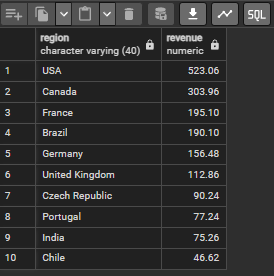 SQL
region revenue
character varying (40) numeric
1 USA 523.06
2 Canada 303.96
3 France 195.10
4 Brazil 190.10
5 Germany 156.48
6 United Kingdom 112.86
7 Czech Republic 90.24
8 Portugal 77.24
9 India 75.26
10 Chile 46.62